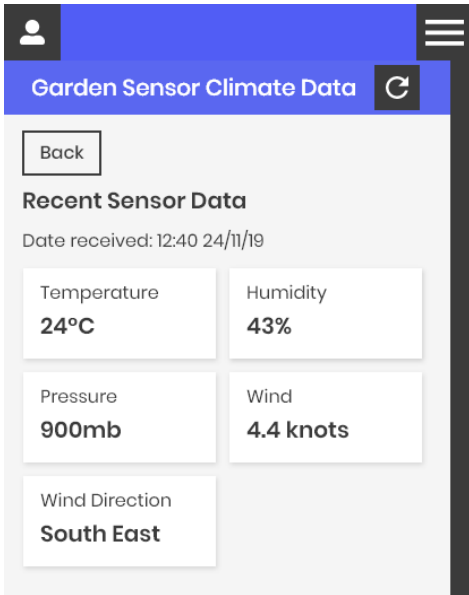 Garden Sensor Climate Data
Back
Recent Sensor Data
Date received: 12:40 24/11/19
Temperature
24°C
Humidity
43%
Pressure
900mb
Wind
4.4 knots
Wind Direction
South East